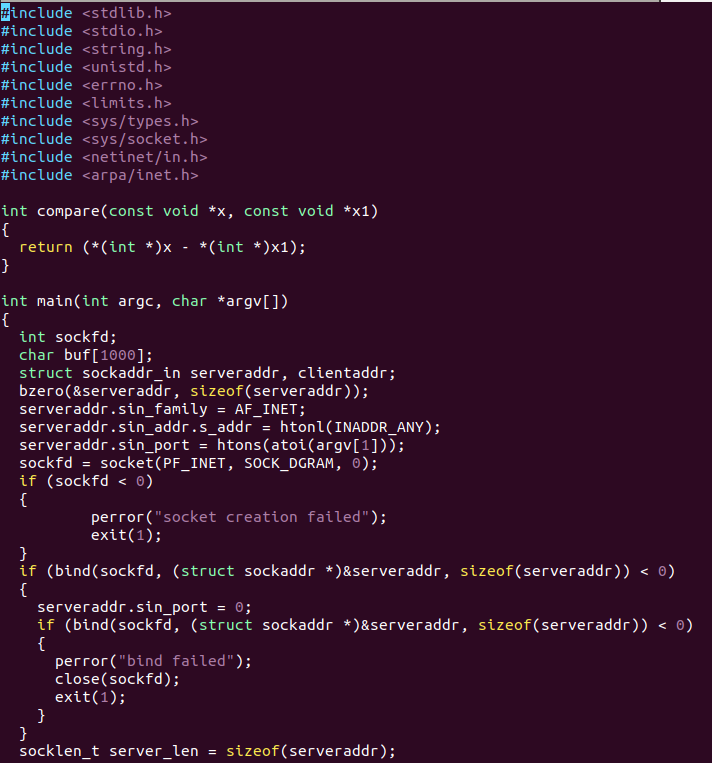 #include <stdlib.h>
#include <stdio.h>
#include <string.h>
#include <unistd.h>
#include <errno.h>
#include <limits.h>
#include <sys/types.h>
#include <sys/socket.h>
#include <netinet/in.h>
#include <arpa/inet.h>

int compare(const void *x, const void *x1)
{
  return (*(int *)x - *(int *)x1);
}

int main(int argc, char *argv[])
{
  int sockfd;
  char buf[1000];
  struct sockaddr_in serveraddr, clientaddr;
  bzero(&serveraddr, sizeof(serveraddr));
  serveraddr.sin_family = AF_INET;
  serveraddr.sin_addr.s_addr = htonl(INADDR_ANY);
  serveraddr.sin_port = htons(atoi(argv[1]));
  sockfd = socket(PF_INET, SOCK_DGRAM, 0);
  if (sockfd < 0)
  {
          perror("socket creation failed");
          exit(1);
  }
  if (bind(sockfd, (struct sockaddr *)&serveraddr, sizeof(serveraddr)) < 0)
  {
    serveraddr.sin_port = 0;
    if (bind(sockfd, (struct sockaddr *)&serveraddr, sizeof(serveraddr)) < 0)
    {
      perror("bind failed");
      close(sockfd);
      exit(1);
    }
  }
  socklen_t server_len = sizeof(serveraddr);